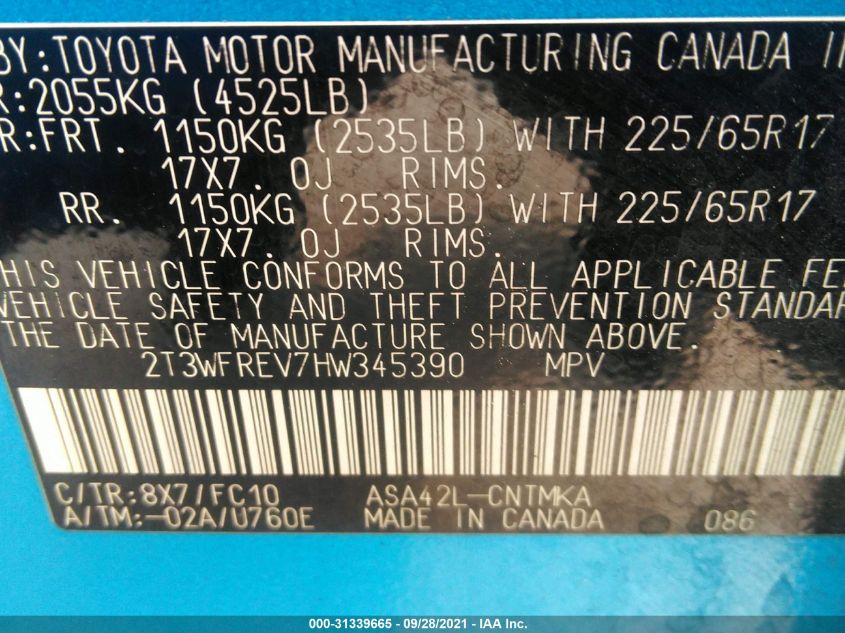 BY:TOYOTA MOTOR MANUFACTURING CANADA
R:2055KG (4525LB)
R:FRT. 1150KG (2535LB) WITH 225/65R17
17X7.0J RIMS.
RR. 1150KG (2535LB) WITH 225/65R17
17X7.0J RIMS.
HIS VEHICLE CONFORMS TO ALL APPLICABLE FE
VEHICLE SAFETY AND THEFT PREVENTION STANDAR
THE DATE OF MANUFACTURE SHOWN ABOVE.
2T3WFREV7HW345390 MPV
C/TR:8X7/FC10 ASA42L-CNTMKA
A/TM:-02A/U760E MADE IN CANADA 086
000-31339665 - 09/28/2021 - IAA Inc.